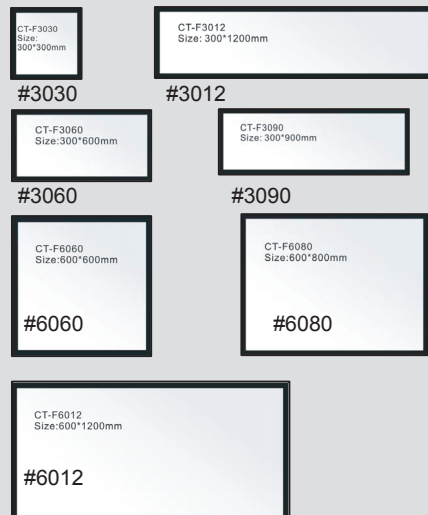 CT-F3030
Size:
300*300mm
#3030
CT-F3012
Size: 300*1200mm
#3012
CT-F3060
Size:300*600mm
#3060
CT-F3090
Size: 300*900mm
#3090
CT-F6060
Size:600*600mm
#6060
CT-F6080
Size:600*800mm
#6080
CT-F6012
Size:600*1200mm
#6012